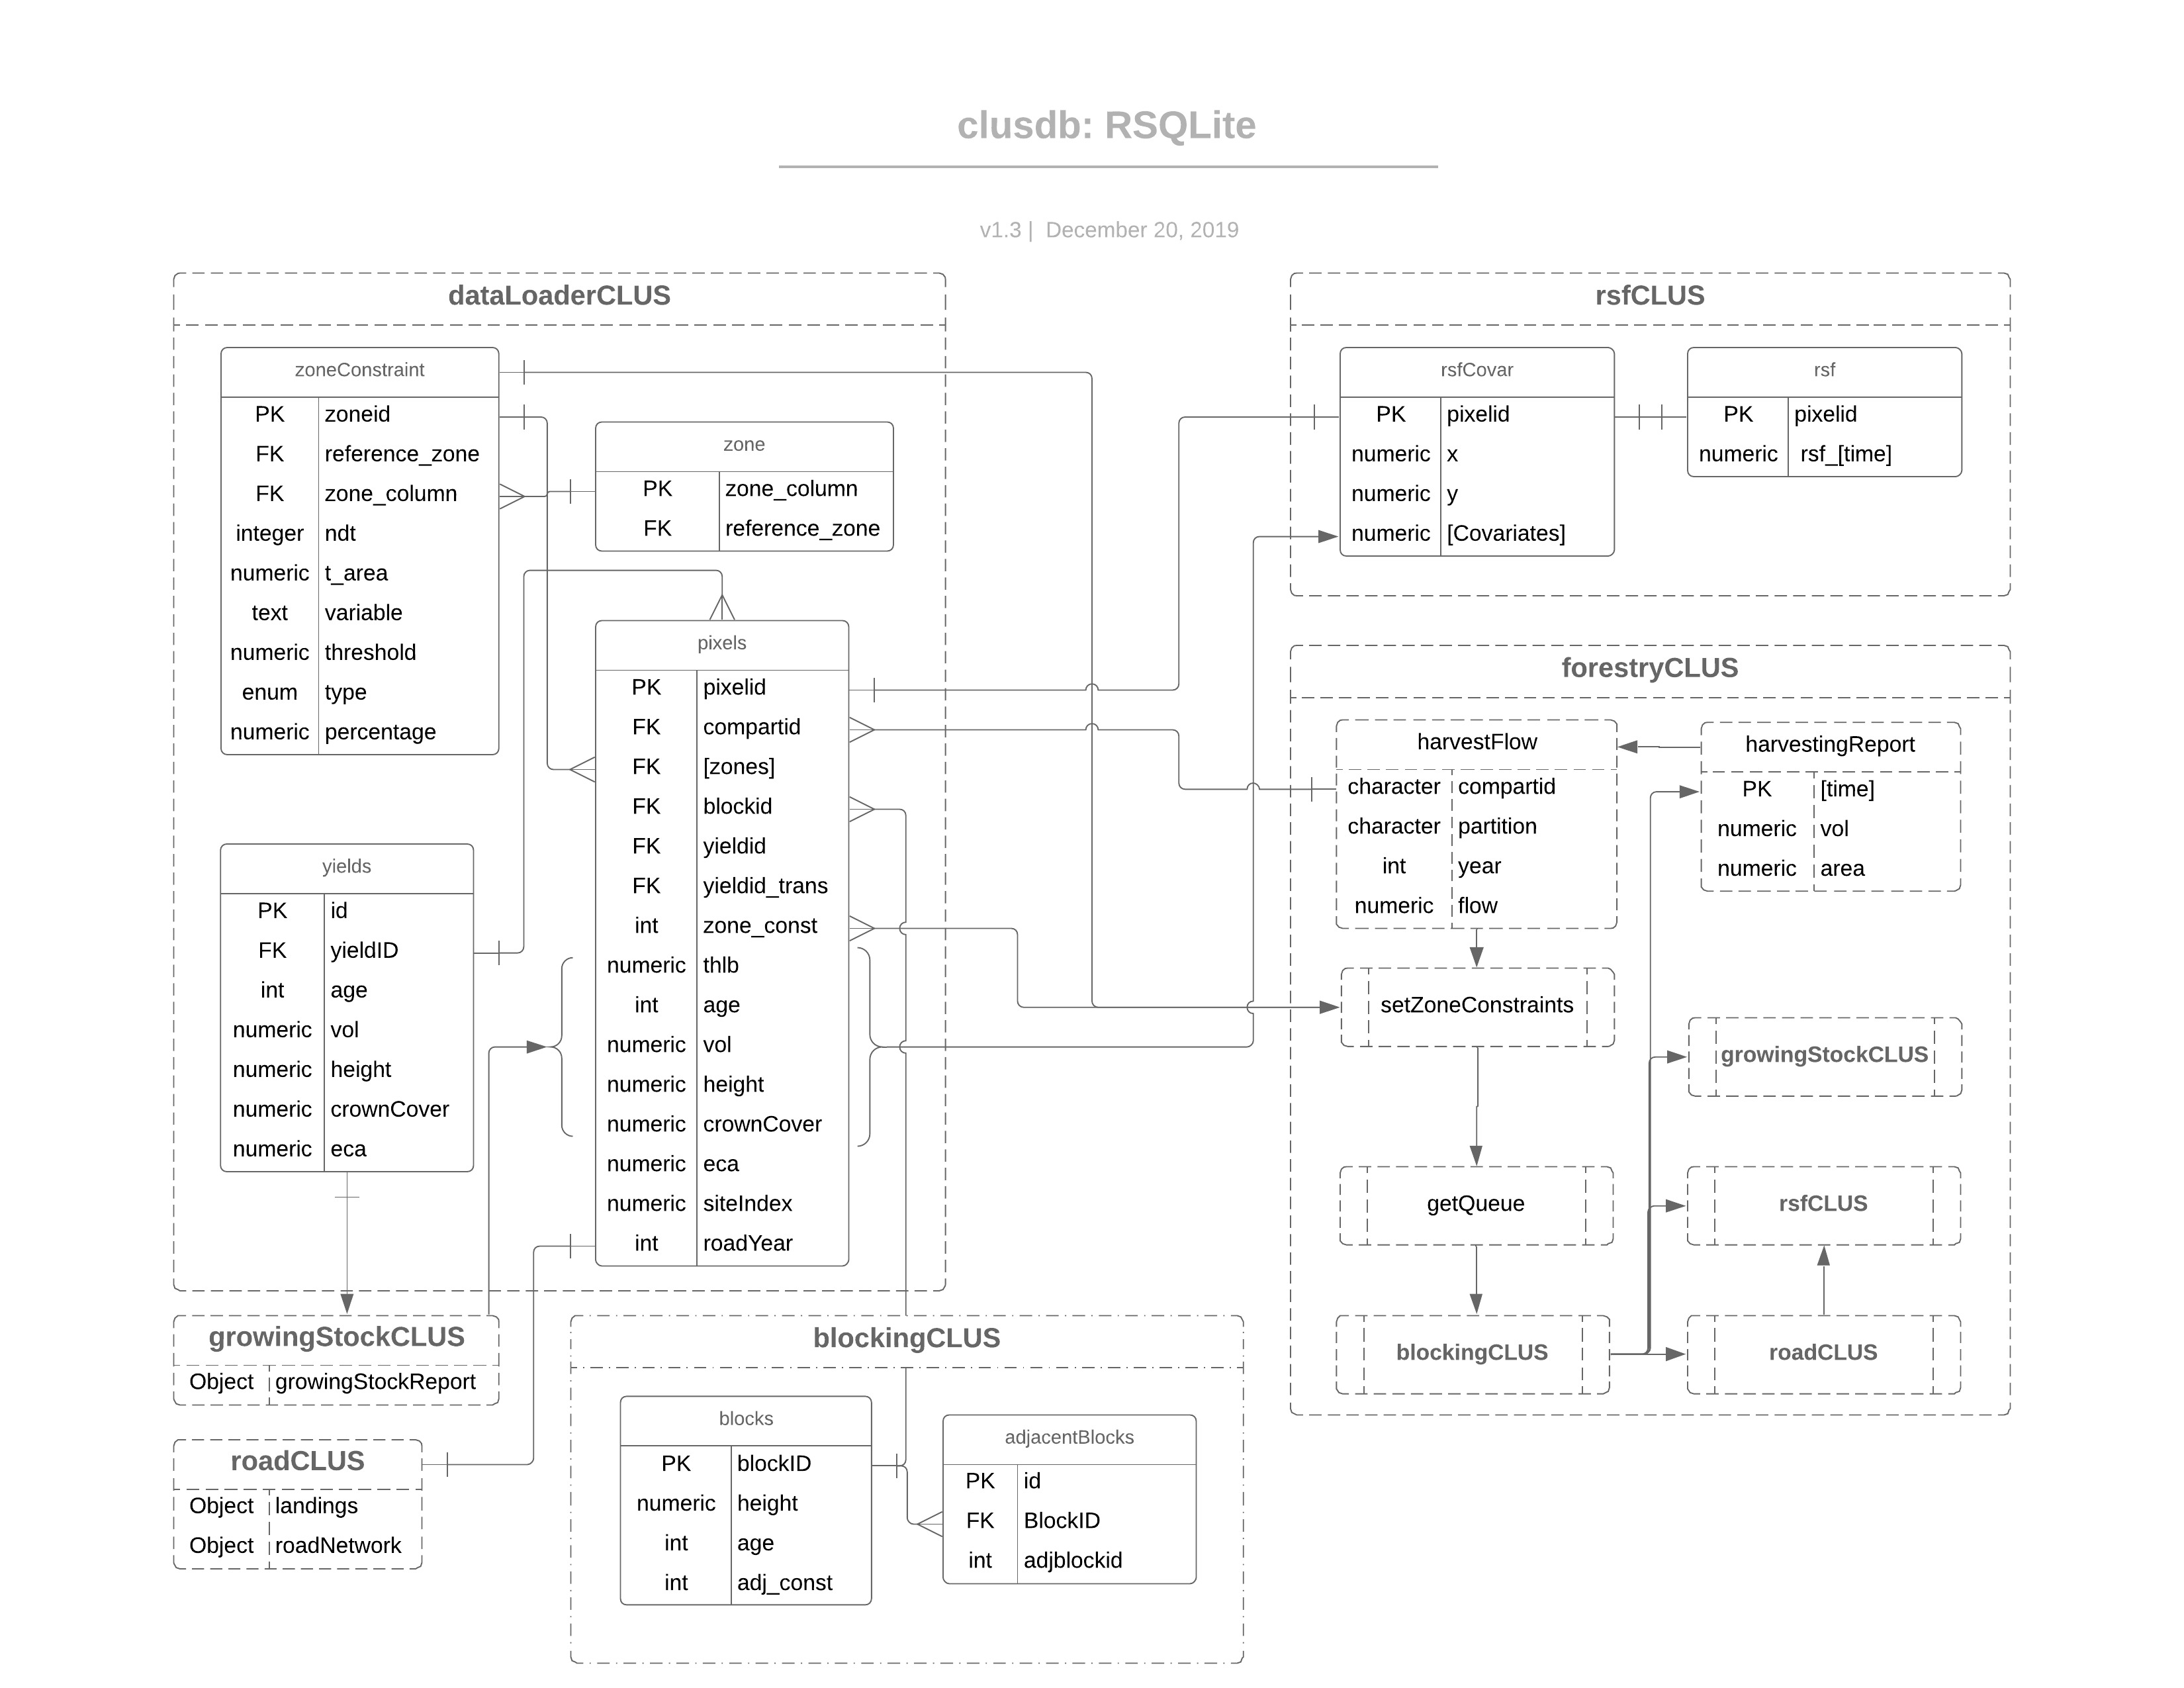 clusdb: RSQLite
v1.3 | December 20, 2019
dataLoaderCLUS
zoneConstraint
PK zoneid
FK reference_zone
FK zone_column
integer ndt
numeric t_area
text variable
numeric threshold
enum type
numeric percentage
zone
PK zone_column
FK reference_zone
pixels
PK pixelid
FK compartid
FK [zones]
FK blockid
FK yieldid
FK yieldid_trans
int zone_const
numeric thlb
int age
numeric vol
numeric height
numeric crownCover
numeric eca
numeric siteIndex
int roadYear
yields
PK id
FK yieldID
int age
numeric vol
numeric height
numeric crownCover
numeric eca
growingStockCLUS
Object growingStockReport
roadCLUS
Object landings
Object roadNetwork
blockingCLUS
blocks
PK blockID
numeric height
int age
int adj_const
adjacentBlocks
PK id
FK BlockID
int adjblockid
rsfCLUS
rsfCovar
PK pixelid
numeric x
numeric y
numeric [Covariates]
rsf
PK pixelid
numeric rsf_[time]
forestryCLUS
harvestFlow
character compartid
character partition
int year
numeric flow
harvestingReport
PK [time]
numeric vol
numeric area
setZoneConstraints
growingStockCLUS
getQueue
rsfCLUS
blockingCLUS
roadCLUS